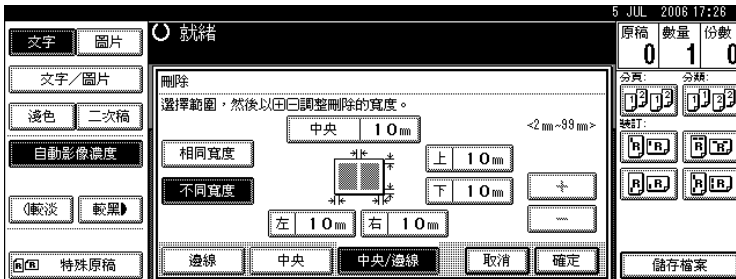 5 JUL 2006 17:26
文字 圖片
就緒
原稿 數量 份數
0 1 0
文字／圖片
刪除
分頁: 分類:
選擇範圍，然後以⊞⊟調整刪除的寬度。
淺色 二次稿
中央 10㎜
<2㎜~99㎜>
裝訂:
自動影像濃度
相同寬度
上 10㎜
不同寬度
下 10㎜
+
較淡 較黑
左 10㎜ 右 10㎜
−
特殊原稿
邊線 中央 中央/邊線 取消 確定
儲存檔案